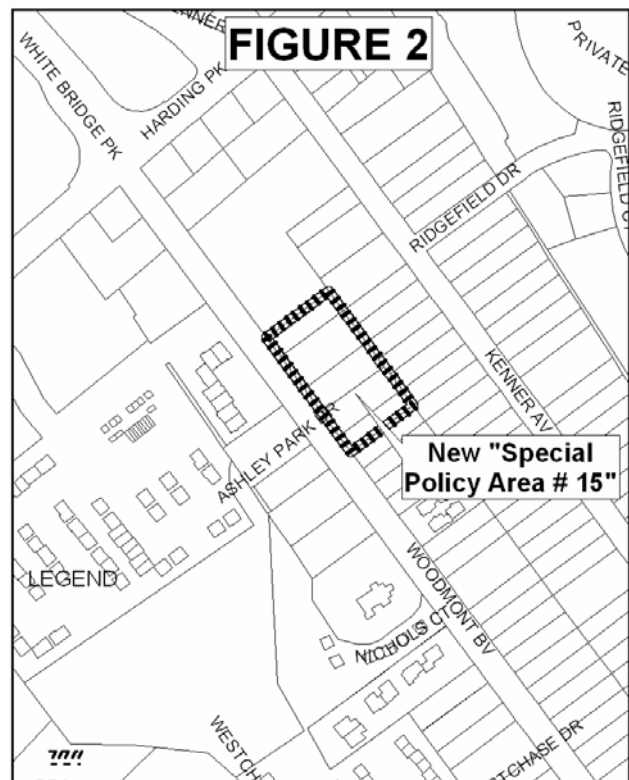 FIGURE 2
WHITE BRIDGE PK
HARDING PK
PRIVATE
RIDGEFIELD DR
KENNER AV
ASHLEY PARK
New "Special
Policy Area # 15"
LEGEND
WOODMONT BV
NICHOLS CT